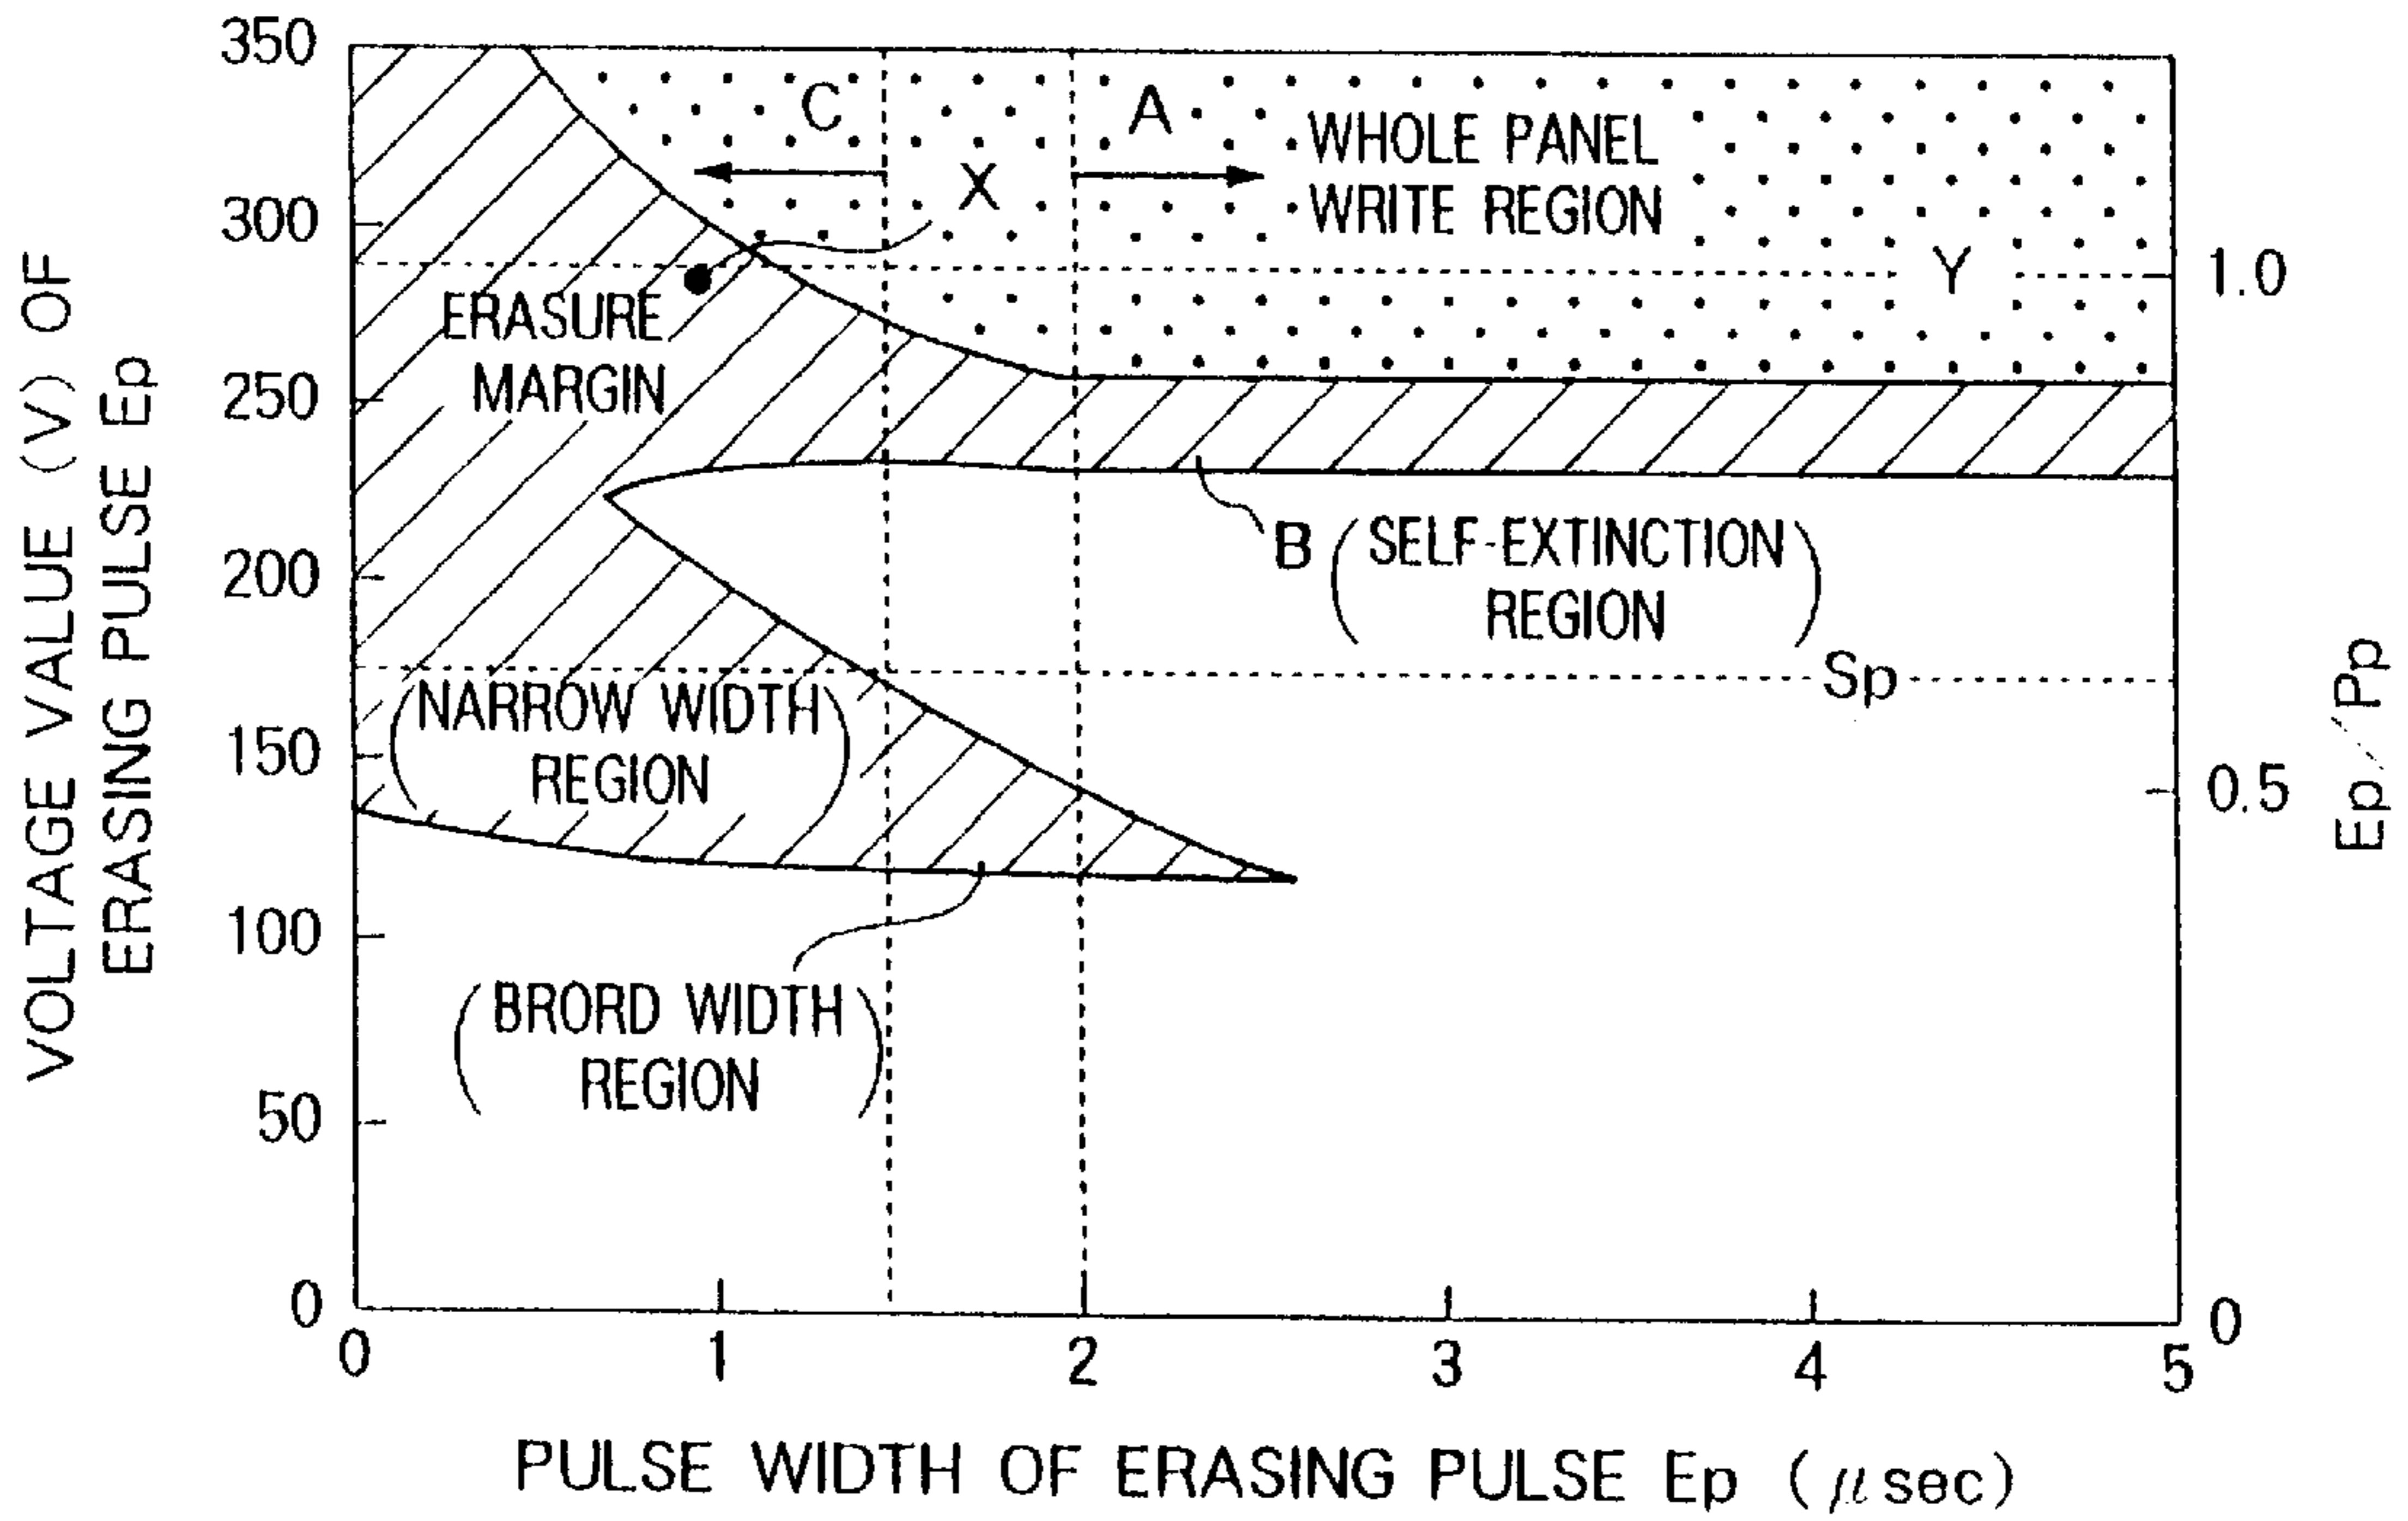 VOLTAGE VALUE (V) OF
ERASING PULSE Ep
350
300
250
200
150
100
50
0
C
A
X
WHOLE PANEL
WRITE REGION
Y
ERASURE
MARGIN
B (SELF-EXTINCTION
REGION)
Sp
(NARROW WIDTH
REGION)
(BRORD WIDTH
REGION)
1.0
0.5
0
Ep/Pp
0
1
2
3
4
5
PULSE WIDTH OF ERASING PULSE Ep (μsec)